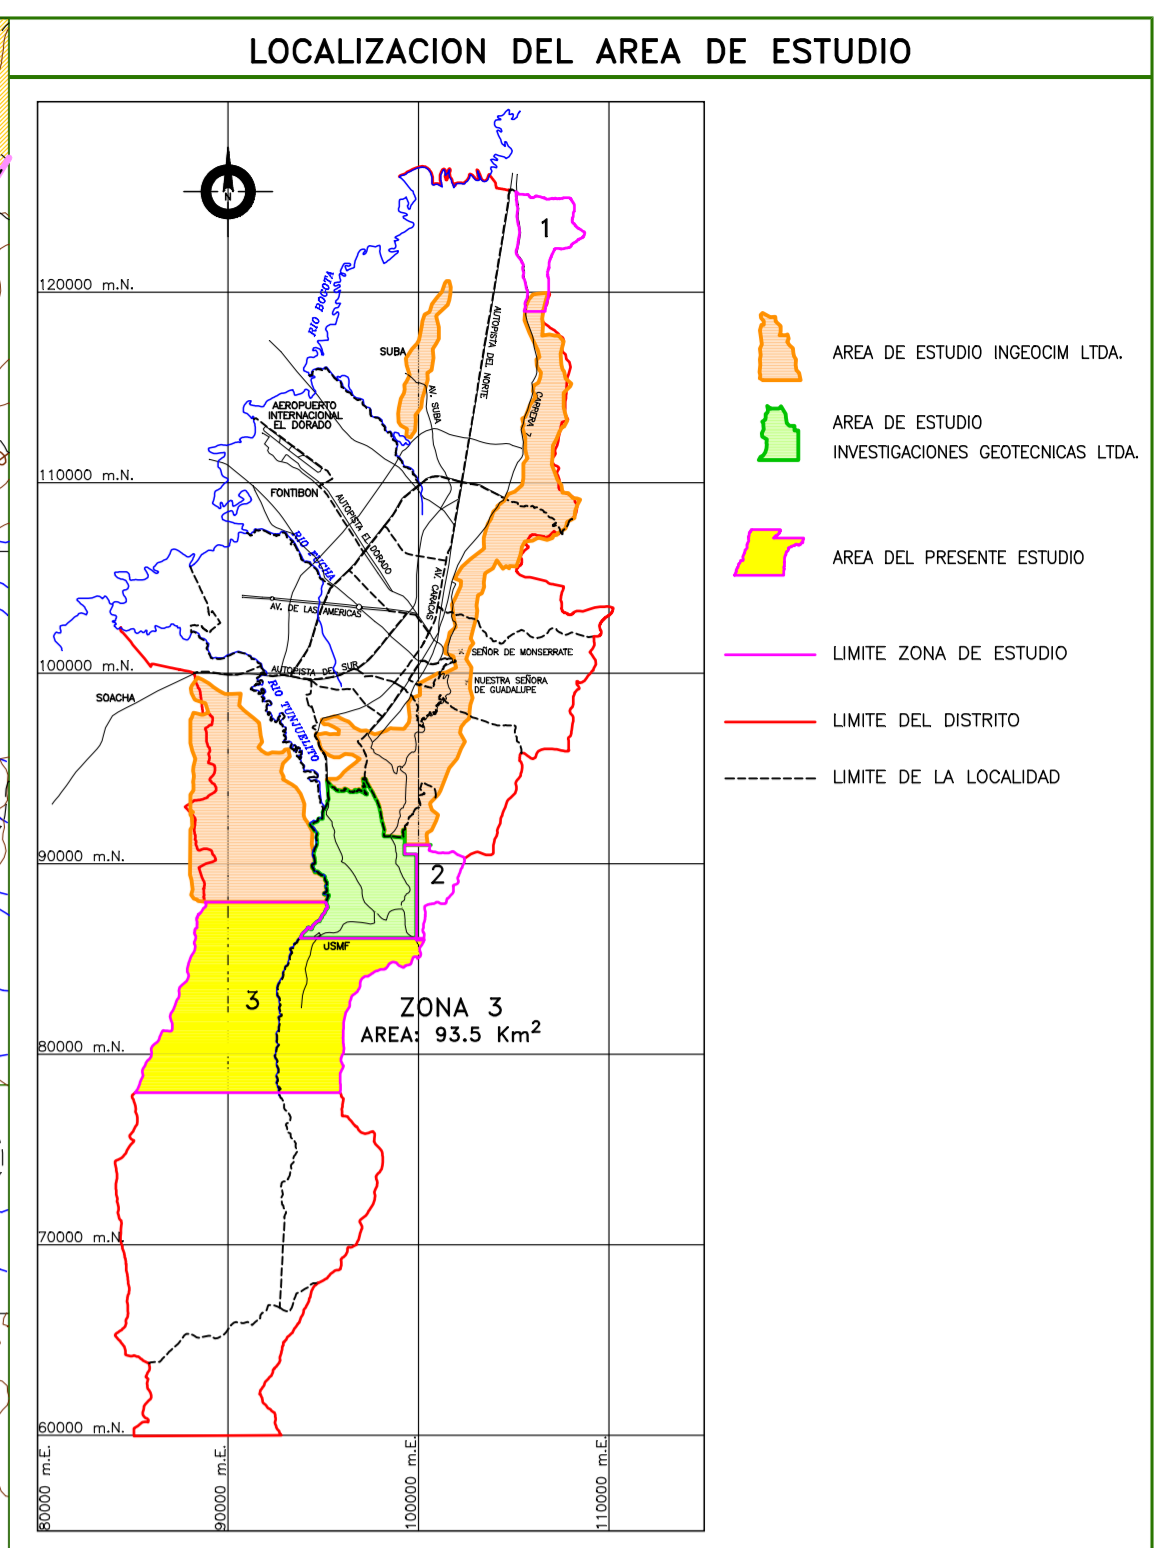 LOCALIZACION DEL AREA DE ESTUDIO
N
1
120000 m.N.
RIO BOGOTA
AUTOPISTA DEL NORTE
SUBA
AV. SUBA
CARRERA 7
AEROPUERTO
INTERNACIONAL
EL DORADO
110000 m.N.
FONTIBON
AUTOPISTA EL DORADO
RIO FUCHA
AV. CARACAS
AV. DE LAS AMERICAS
SEÑOR DE MONSERRATE
100000 m.N.
AUTOPISTA DEL SUR
NUESTRA SEÑORA
DE GUADALUPE
SOACHA
RIO TUNJUELITO
90000 m.N.
2
USMF
3
ZONA 3
AREA: 93.5 Km²
80000 m.N.
70000 m.N.
60000 m.N.
80000 m.E.
90000 m.E.
100000 m.E.
110000 m.E.
AREA DE ESTUDIO INGEOCIM LTDA.
AREA DE ESTUDIO
INVESTIGACIONES GEOTECNICAS LTDA.
AREA DEL PRESENTE ESTUDIO
LIMITE ZONA DE ESTUDIO
LIMITE DEL DISTRITO
LIMITE DE LA LOCALIDAD